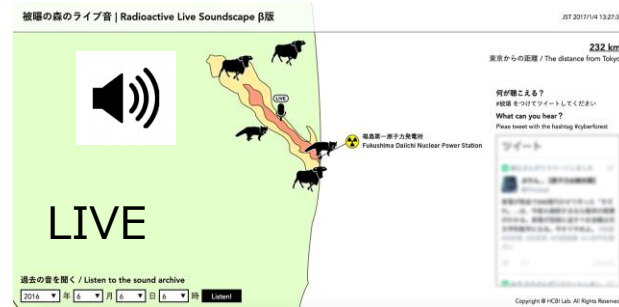 被曝の森のライブ音 | Radioactive Live Soundscape β版
JST 2017/1/4 13:27:3
232 km
東京からの距離 / The distance from Tokyo
何が聴こえる?
#被曝 をつけてツイートしてください
What can you hear?
Please tweet with the hashtag #cyberforest
ツイート
LIVE
福島第一原子力発電所
Fukushima Daiichi Nuclear Power Station
LIVE
過去の音を聞く / Listen to the sound archive
2016 年 6 月 6 日 6 時 Listen!
Copyright @ HCBI Lab. All Rights Reserved